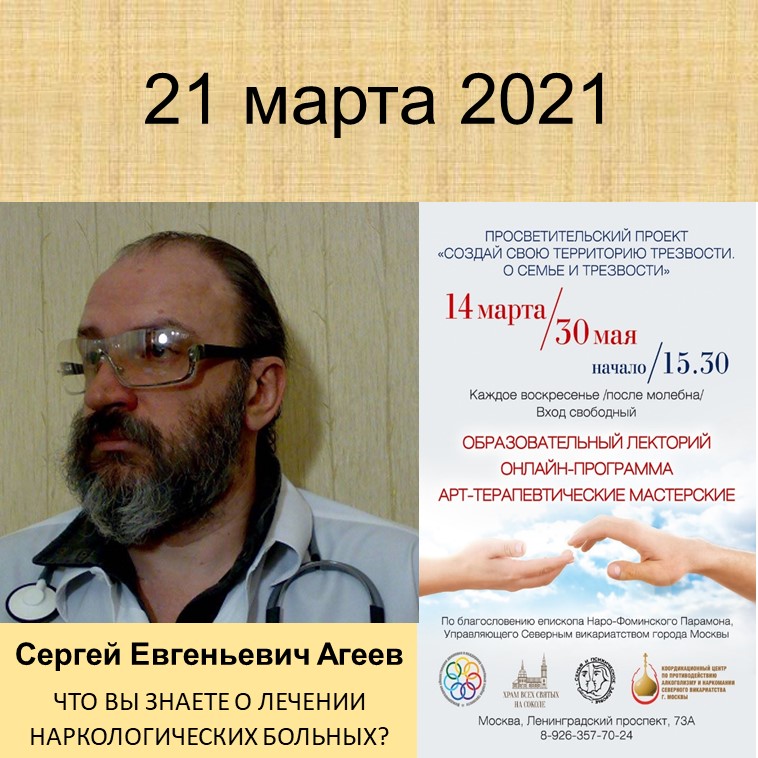 21 марта 2021
ПРОСВЕТИТЕЛЬСКИЙ ПРОЕКТ
«СОЗДАЙ СВОЮ ТЕРРИТОРИЮ ТРЕЗВОСТИ.
О СЕМЬЕ И ТРЕЗВОСТИ»
14 марта/
30 мая
начало/15.30
Каждое воскресенье /после молебна/
Вход свободный
ОБРАЗОВАТЕЛЬНЫЙ ЛЕКТОРИЙ
ОНЛАЙН-ПРОГРАММА
АРТ-ТЕРАПЕВТИЧЕСКИЕ МАСТЕРСКИЕ
По благословению епископа Наро-Фоминского Парамона,
Управляющего Северным викариатством города Москвы
ХРАМ ВСЕХ СВЯТЫХ
НА СОКОЛЕ
КООРДИНАЦИОННЫЙ ЦЕНТР
ПО ПРОТИВОДЕЙСТВИЮ
АЛКОГОЛИЗМУ И НАРКОМАНИИ
СЕВЕРНОГО ВИКАРИАТСТВА
Г. МОСКВЫ
Москва, Ленинградский проспект, 73А
8-926-357-70-24
Сергей Евгеньевич Агеев
ЧТО ВЫ ЗНАЕТЕ О ЛЕЧЕНИИ
НАРКОЛОГИЧЕСКИХ БОЛЬНЫХ?